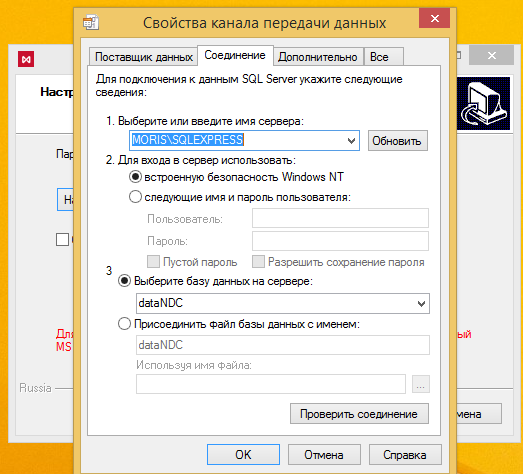 Свойства канала передачи данных
Поставщик данных Соединение Дополнительно Все
Для подключения к данным SQL Server укажите следующие
сведения:
1. Выберите или введите имя сервера:
MORIS\SQLEXPRESS Обновить
2. Для входа в сервер использовать:
встроенную безопасность Windows NT
следующие имя и пароль пользователя:
Пользователь:
Пароль:
Пустой пароль Разрешить сохранение пароля
3
Выберите базу данных на сервере:
dataNDC
Присоединить файл базы данных с именем:
dataNDC
Используя имя файла:
...
Проверить соединение
OK Отмена Справка
Настр
Пар
На
Для
MS
Russia
мена